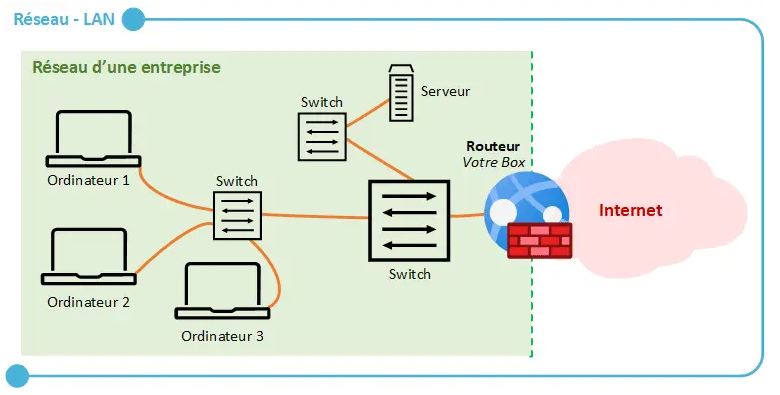 Réseau - LAN
Réseau d’une entreprise
Serveur
Switch
Routeur
Votre Box
Ordinateur 1
Switch
Internet
Switch
Ordinateur 2
Ordinateur 3